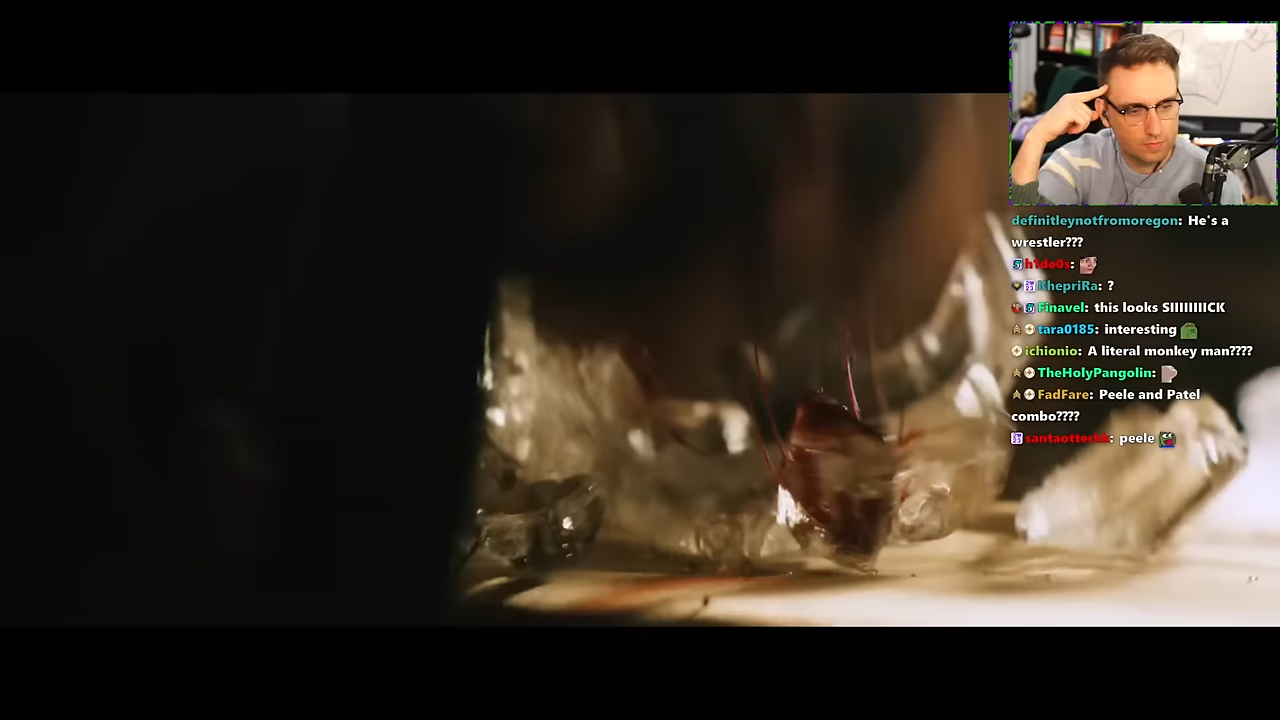 definitleynotfromoregon: He's a
wrestler???
h1de0s:
KhepriRa: ?
Finavel: this looks SIIIIIIICK
tara0185: interesting
ichionio: A literal monkey man????
TheHolyPangolin:
FadFare: Peele and Patel
combo????
peele